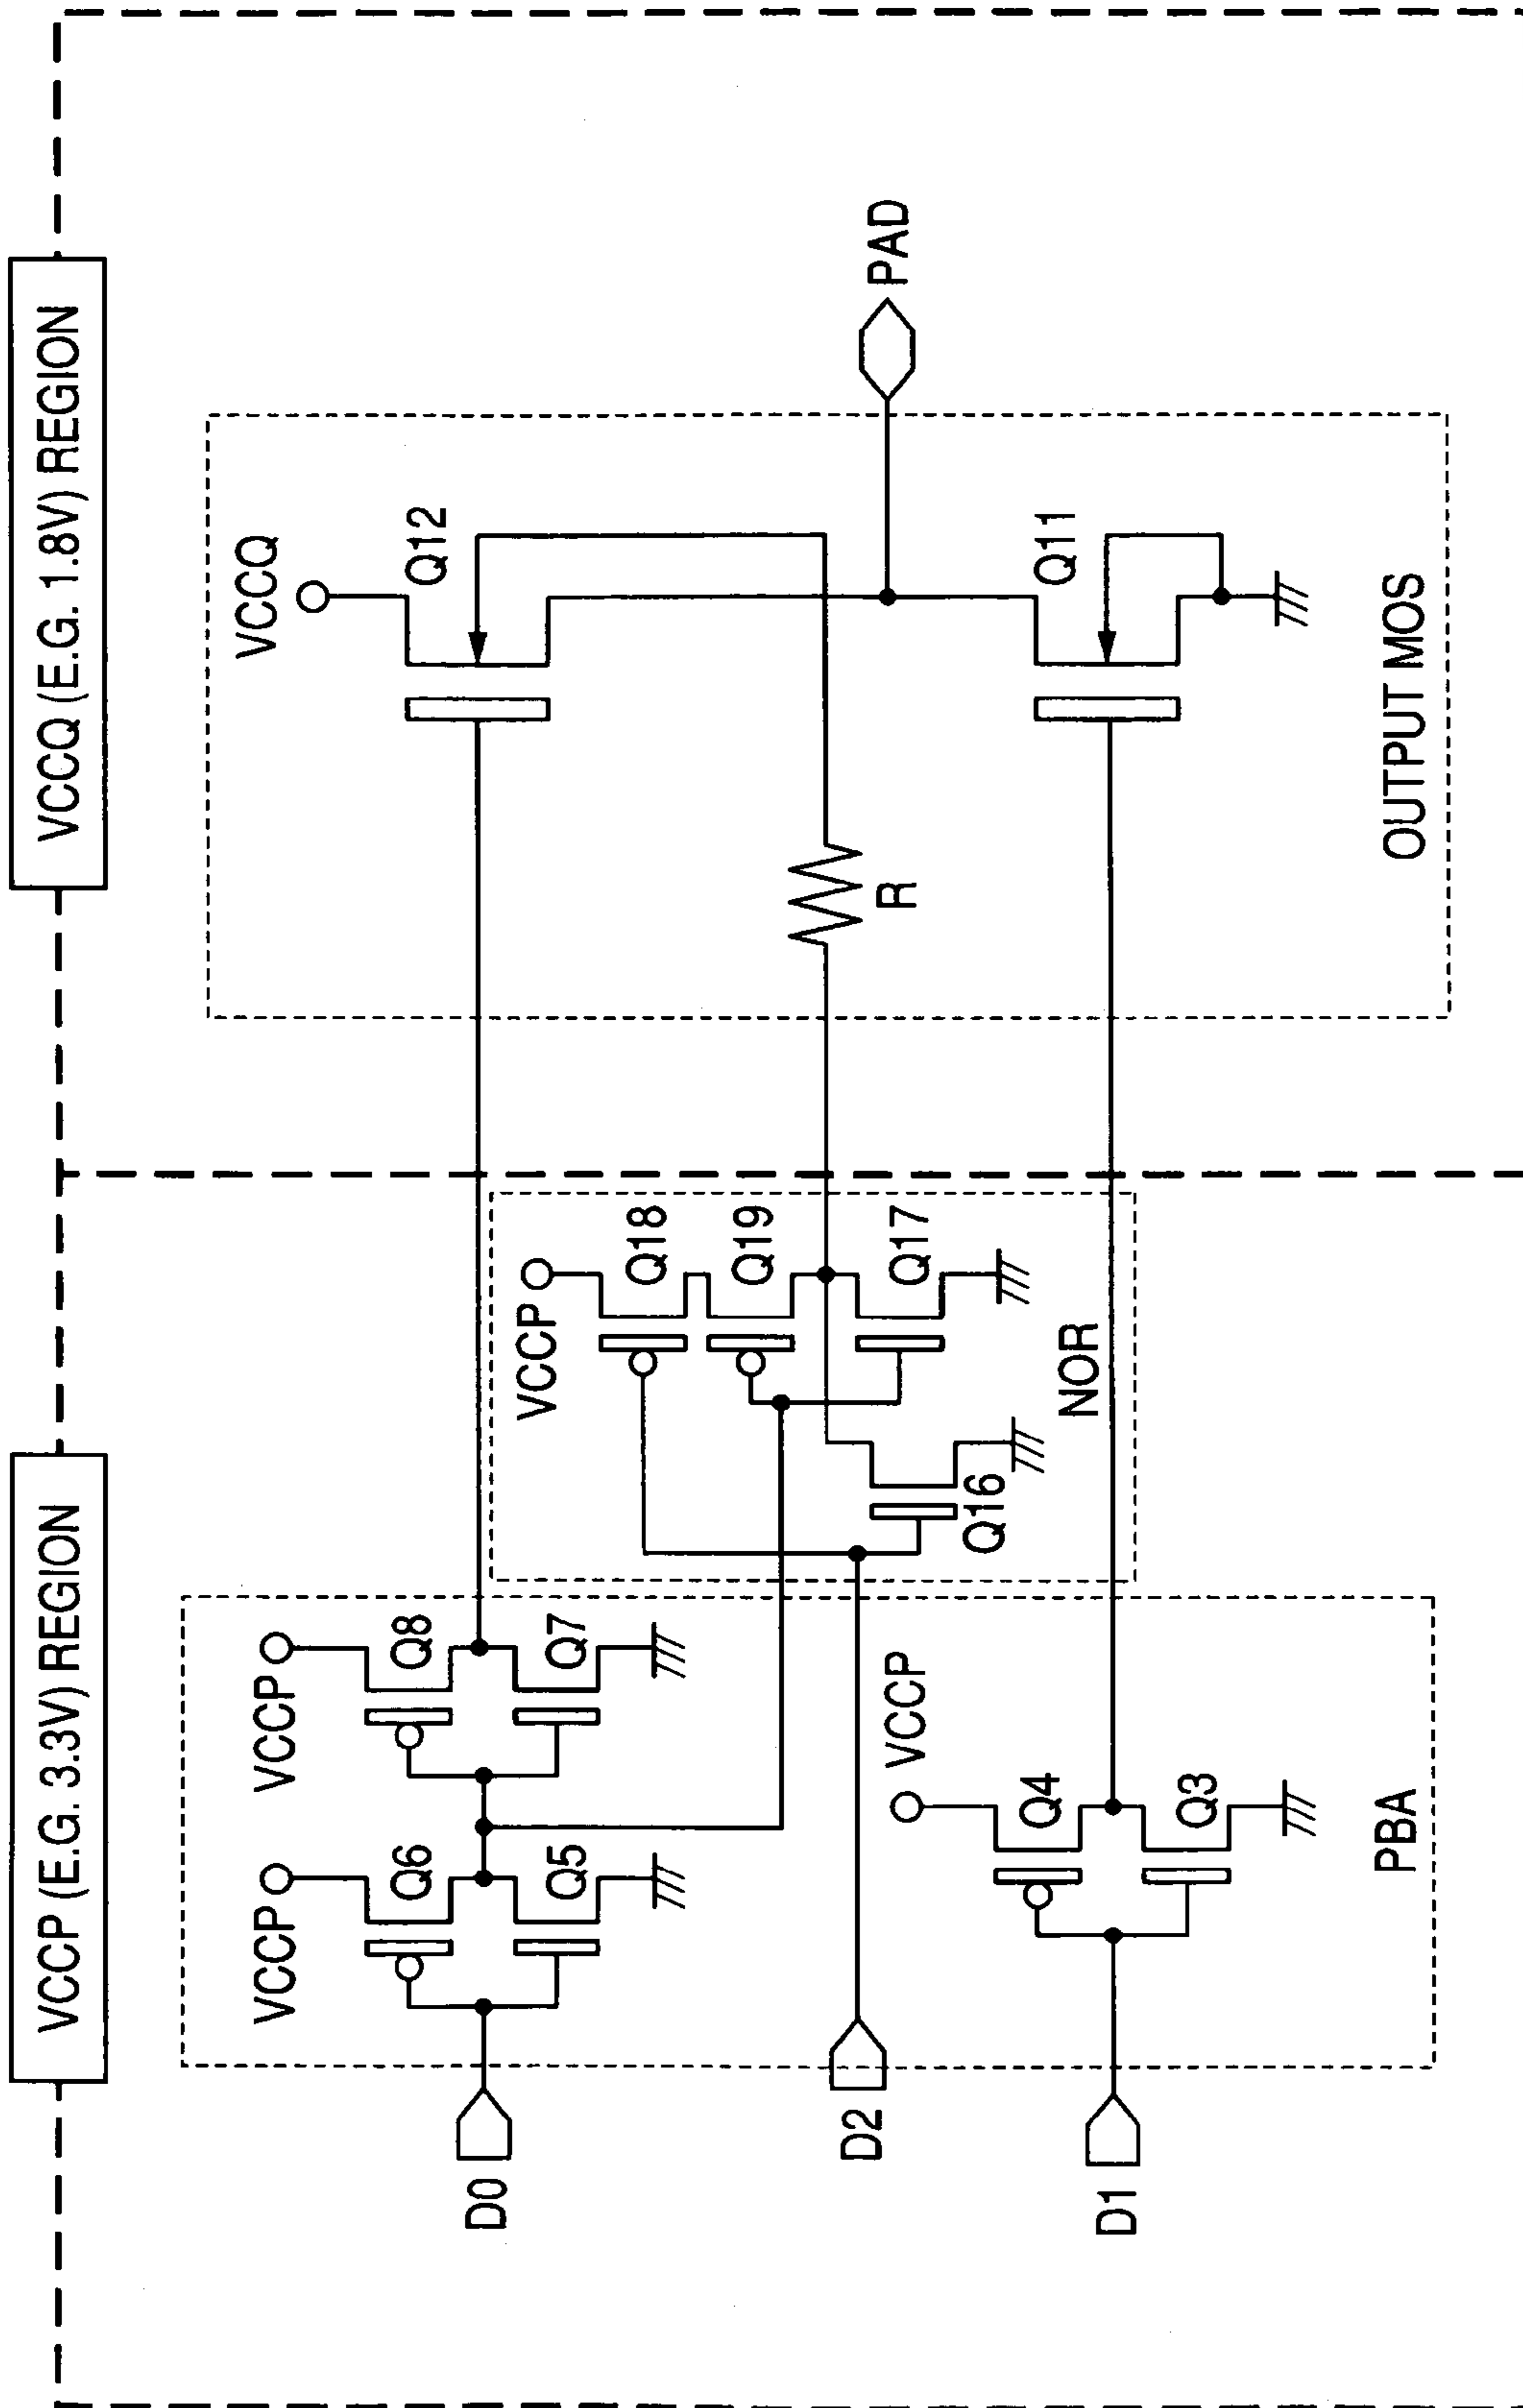 VCCP (E.G. 3.3V) REGION
VCCQ (E.G. 1.8V) REGION
VCCP
VCCP
VCCQ
Q6
Q8
Q12
D0
Q5
Q7
VCCP
Q18
Q19
Q17
D2
Q16
R
PAD
VCCP
NOR
Q4
Q11
D1
Q3
PBA
OUTPUT MOS